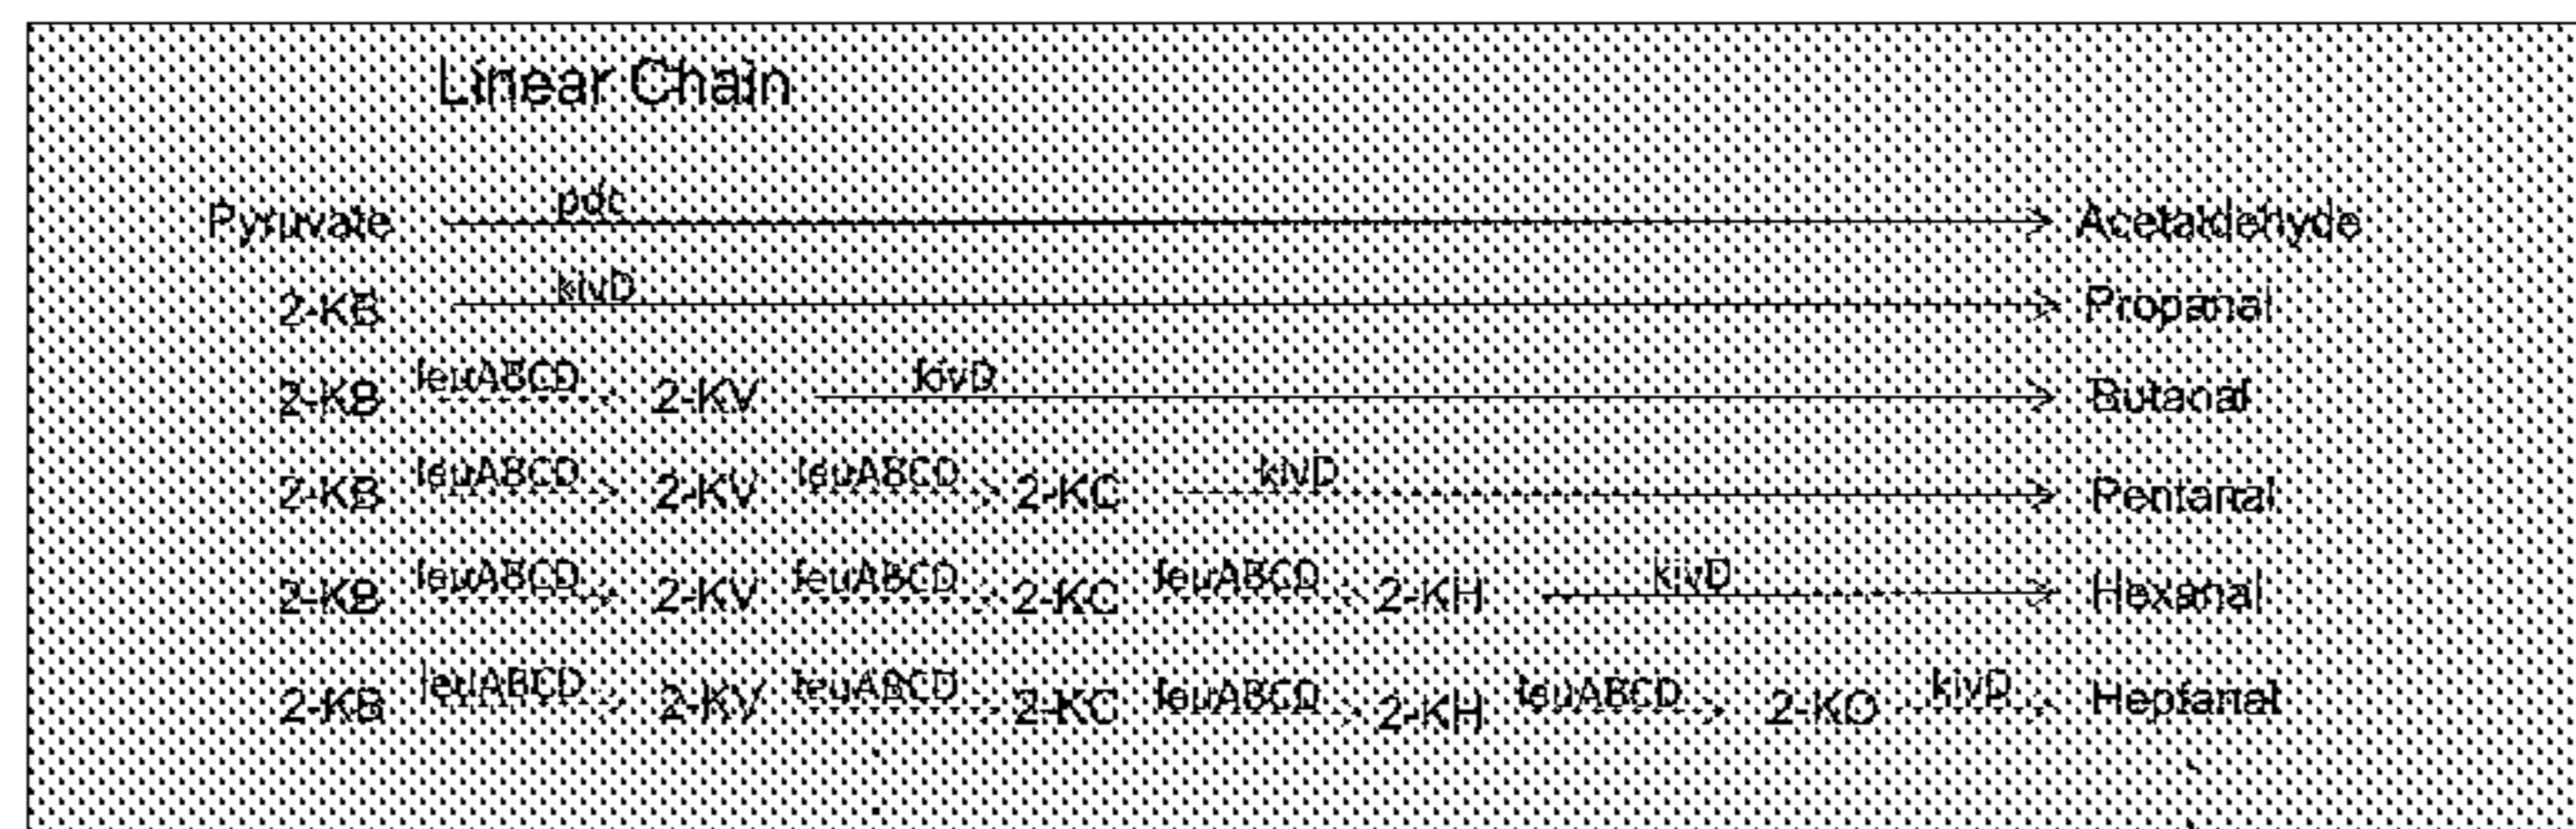 Linear Chain
Pyruvate pdc Acetaldehyde
2-KB kivD Propanal
2-KB leuABCD 2-KV kivD Butanal
2-KB leuABCD 2-KV leuABCD 2-KC kivD Pentanal
2-KB leuABCD 2-KV leuABCD 2-KC leuABCD 2-KH kivD Hexanal
2-KB leuABCD 2-KV leuABCD 2-KC leuABCD 2-KH leuABCD 2-KO kivD Heptanal